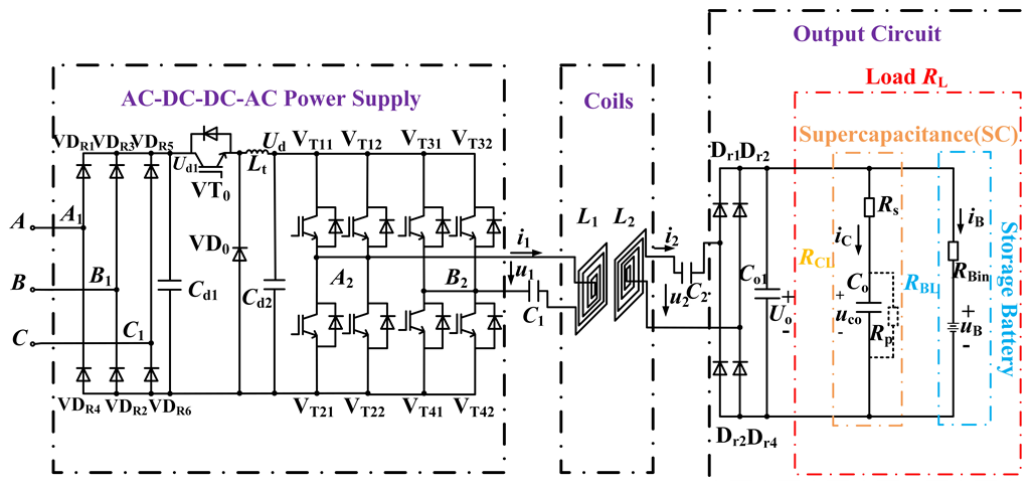 Output Circuit
Load RL
AC-DC-DC-AC Power Supply
Coils
Supercapacitance(SC)
VDR1 VDR3 VDR5
Ud1
VT0
Lt
Ud
VT11 VT12 VT31 VT32
Dr1 Dr2
A
A1
B
B1
C
C1
VD0
Cd1
Cd2
A2
B2
i1
u1
C1
L1 L2
i2
u2
C2
Co1
+
Uo
-
RCL
Rs
iC
Co
+
uco
-
Rp
RBL
iB
RBin
+
uB
-
Storage Battery
VDR4 VDR2 VDR6
VT21 VT22 VT41 VT42
Dr2 Dr4